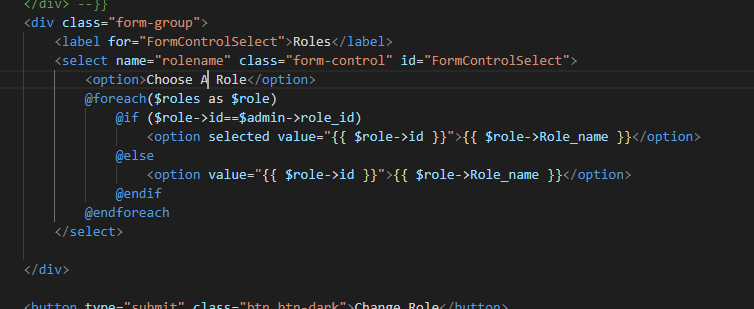 </div> --}}
<div class="form-group">
<label for="FormControlSelect">Roles</label>
<select name="rolename" class="form-control" id="FormControlSelect">
<option>Choose A Role</option>
@foreach($roles as $role)
@if ($role->id==$admin->role_id)
<option selected value="{{ $role->id }}">{{ $role->Role_name }}</option>
@else
<option value="{{ $role->id }}">{{ $role->Role_name }}</option>
@endif
@endforeach
</select>
</div>
<button type="submit" class="btn btn-dark">Change Role</button>